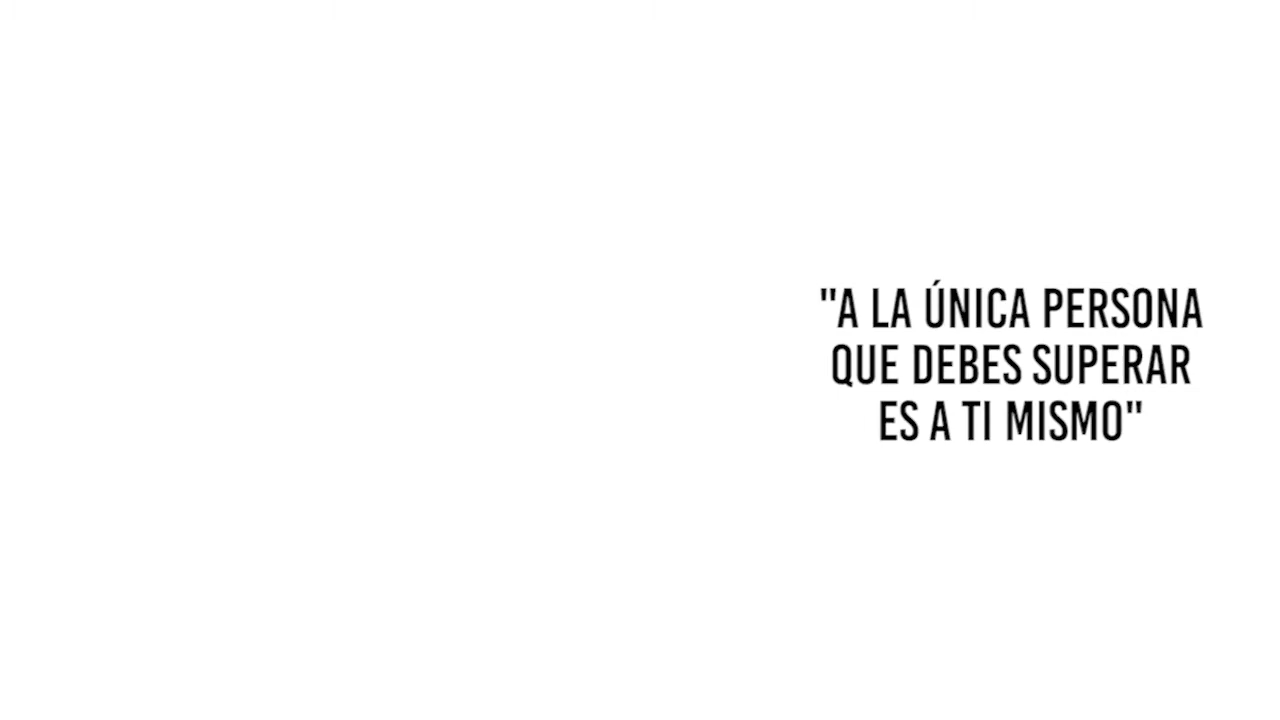 "A LA ÚNICA PERSONA
QUE DEBES SUPERAR
ES A TI MISMO"